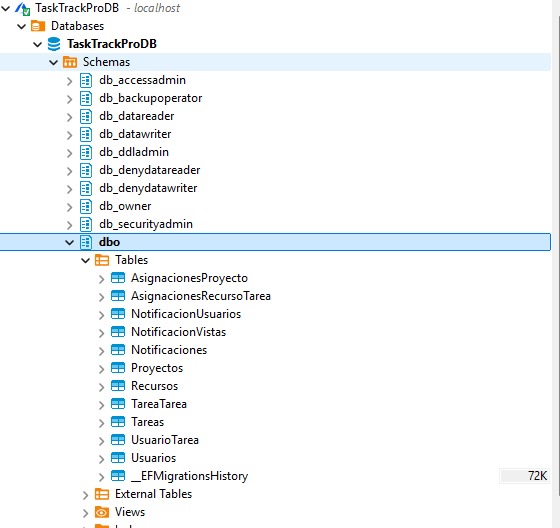 TaskTrackProDB - localhost
Databases
TaskTrackProDB
Schemas
db_accessadmin
db_backupoperator
db_datareader
db_datawriter
db_ddladmin
db_denydatareader
db_denydatawriter
db_owner
db_securityadmin
dbo
Tables
AsignacionesProyecto
AsignacionesRecursoTarea
NotificacionUsuarios
NotificacionVistas
Notificaciones
Proyectos
Recursos
TareaTarea
Tareas
UsuarioTarea
Usuarios
__EFMigrationsHistory 72K
External Tables
Views